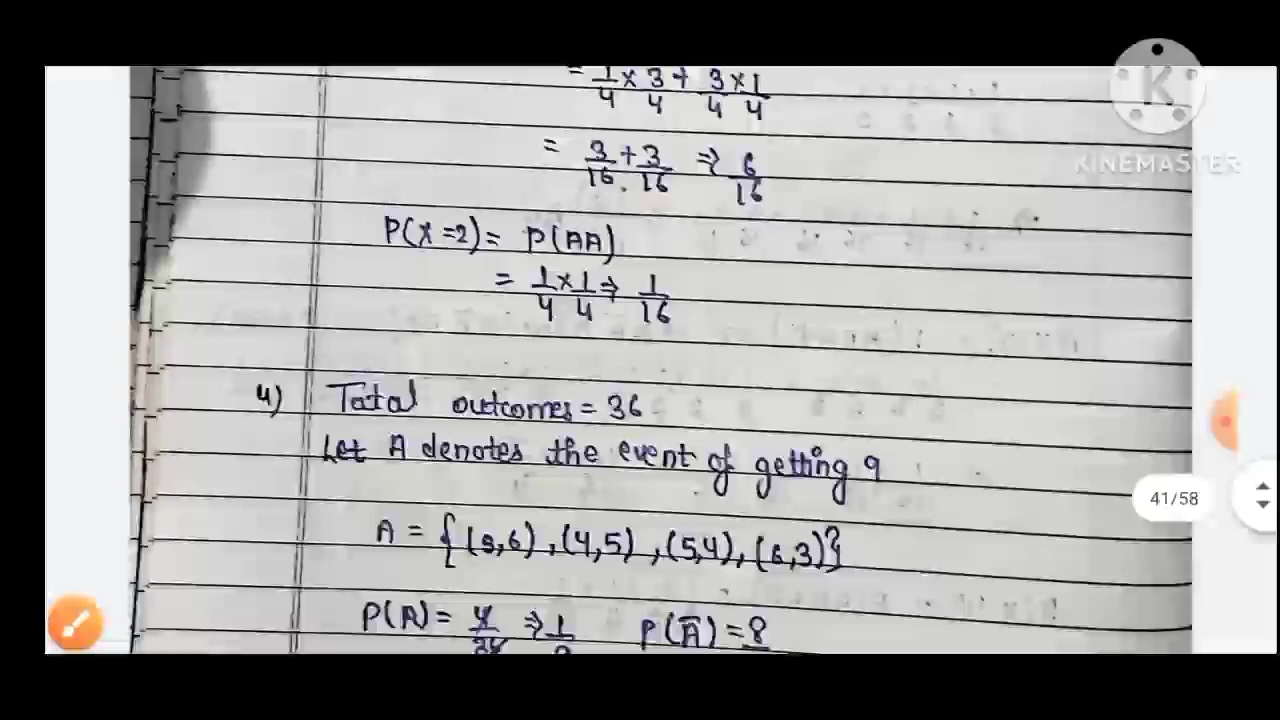 = 1/4 × 3/4 + 3/4 × 1/4
K
KINEMASTER
= 3/16 + 3/16 ⇒ 6/16
P(X=2) = P(AA)
= 1/4 × 1/4 ⇒ 1/16
4) Total outcomes = 36
Let A denotes the event of getting 9
41/58
A = {(3,6), (4,5), (5,4), (6,3)}
P(A) = 4/36 ⇒ 1/9 P(Ā) = 8